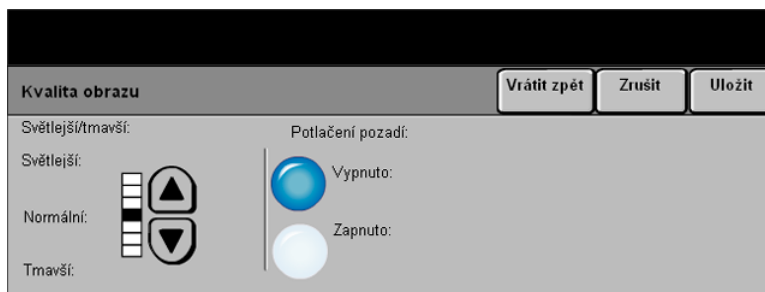 Kvalita obrazu
Vrátit zpět
Zrušit
Uložit
Světlejší/tmavší:
Světlejší:
Normální:
Tmavší:
Potlačení pozadí:
Vypnuto:
Zapnuto: